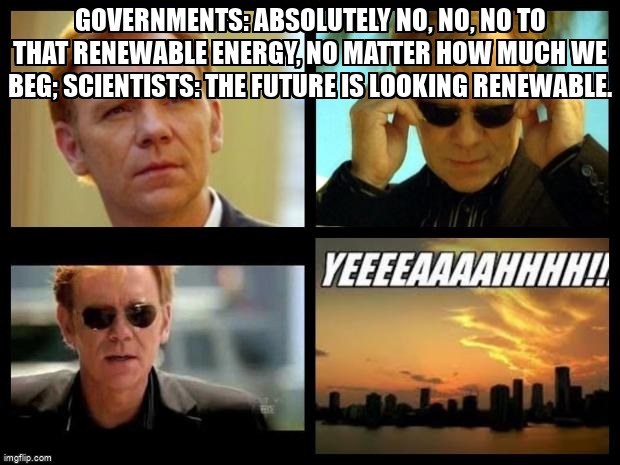 GOVERNMENTS: ABSOLUTELY NO, NO, NO TO
THAT RENEWABLE ENERGY, NO MATTER HOW MUCH WE
BEG; SCIENTISTS: THE FUTURE IS LOOKING RENEWABLE.
YEEEEAAAAHHHH!!!
imgflip.com